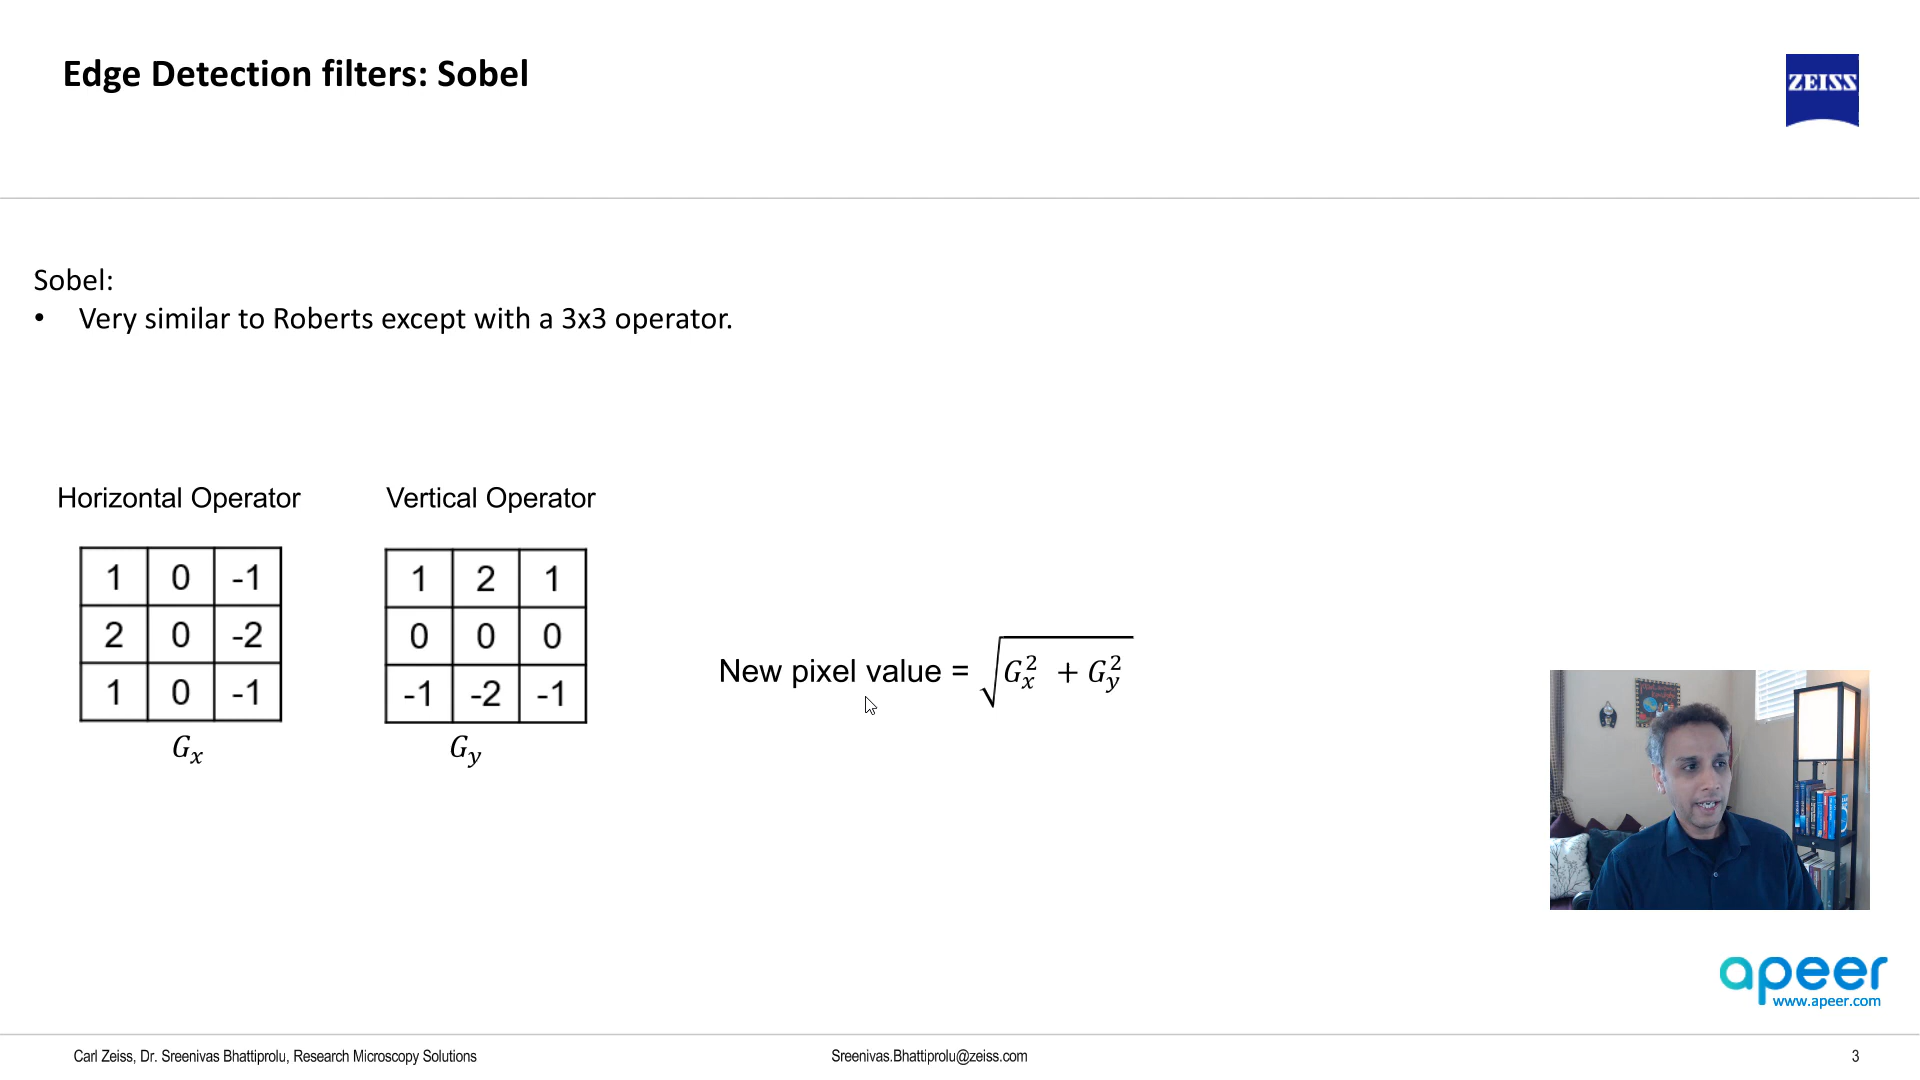 Edge Detection filters: Sobel
ZEISS
Sobel:
• Very similar to Roberts except with a 3x3 operator.
Horizontal Operator
Vertical Operator
1 0 -1
2 0 -2
1 0 -1
Gx
1 2 1
0 0 0
-1 -2 -1
Gy
New pixel value = √(Gx² + Gy²)
apeer
www.apeer.com
Carl Zeiss, Dr. Sreenivas Bhattiprolu, Research Microscopy Solutions
Sreenivas.Bhattiprolu@zeiss.com
3